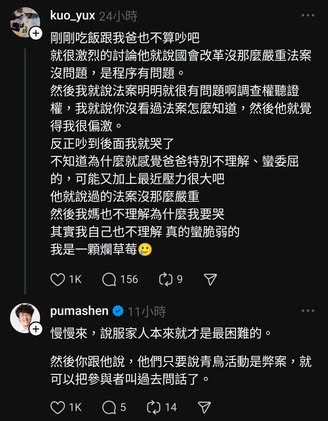 kuo_yux 24小時
剛剛吃飯跟我爸也不算吵吧
就很激烈的討論他就說國會改革沒那麼嚴重法案
沒問題，是程序有問題。
然後我就說法案明明就很有問題啊調查權聽證
權，我就說你沒看過法案怎麼知道，然後他就覺
得我很偏激。
反正吵到後面我就哭了
不知道為什麼就感覺爸爸特別不理解、蠻委屈
的，可能又加上最近壓力很大吧
他就說過的法案沒那麼嚴重
然後我媽也不理解為什麼我要哭
其實我自己也不理解 真的蠻脆弱的
我是一顆爛草莓🥲
1K 156 9
pumashen 11小時
慢慢來，說服家人本來就才是最困難的。
然後你跟他說，他們只要說青鳥活動是弊案，就
可以把參與者叫過去問話了。
1K 5 14